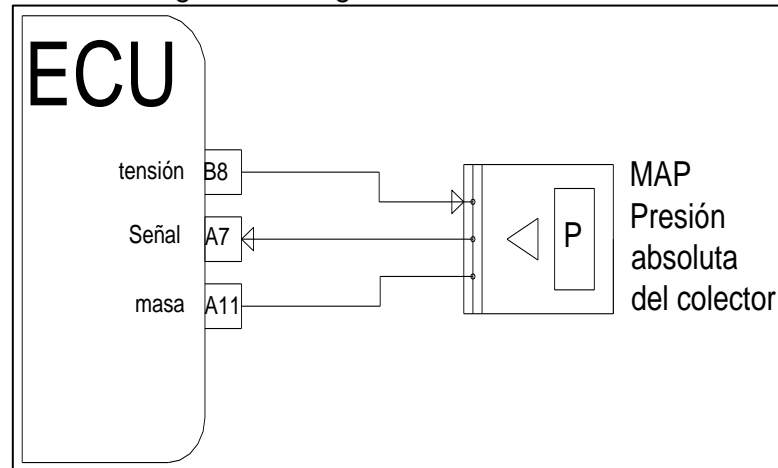 ECU
tensión B8
Señal A7
masa A11
P
MAP
Presión
absoluta
del colector